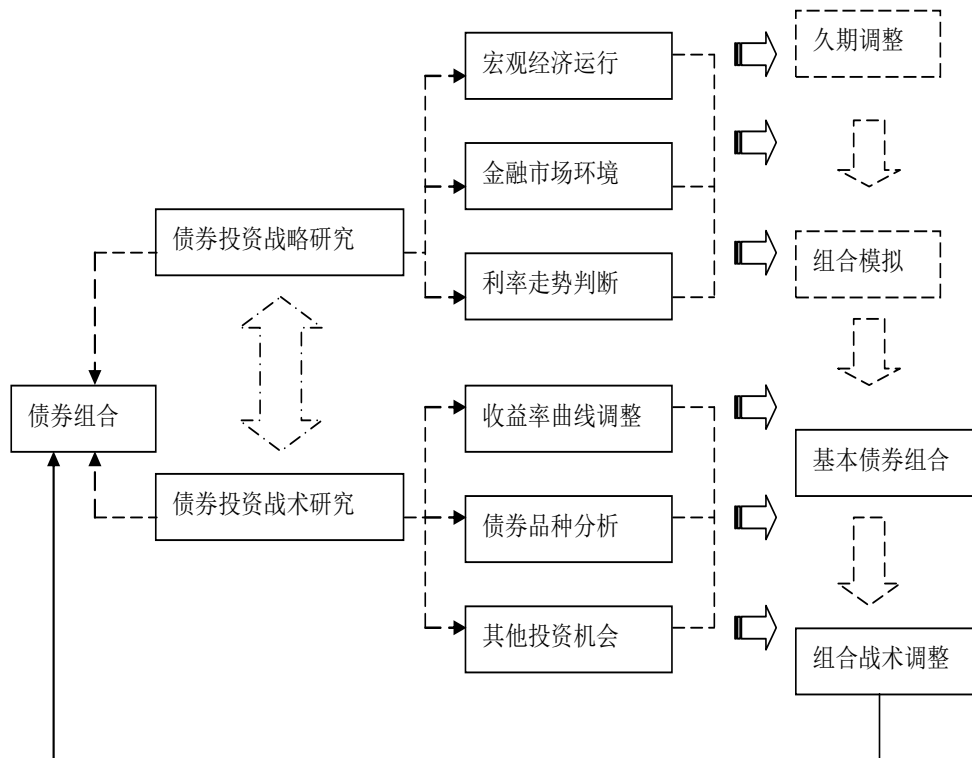 宏观经济运行
久期调整
金融市场环境
债券投资战略研究
组合模拟
利率走势判断
债券组合
收益率曲线调整
基本债券组合
债券投资战术研究
债券品种分析
其他投资机会
组合战术调整